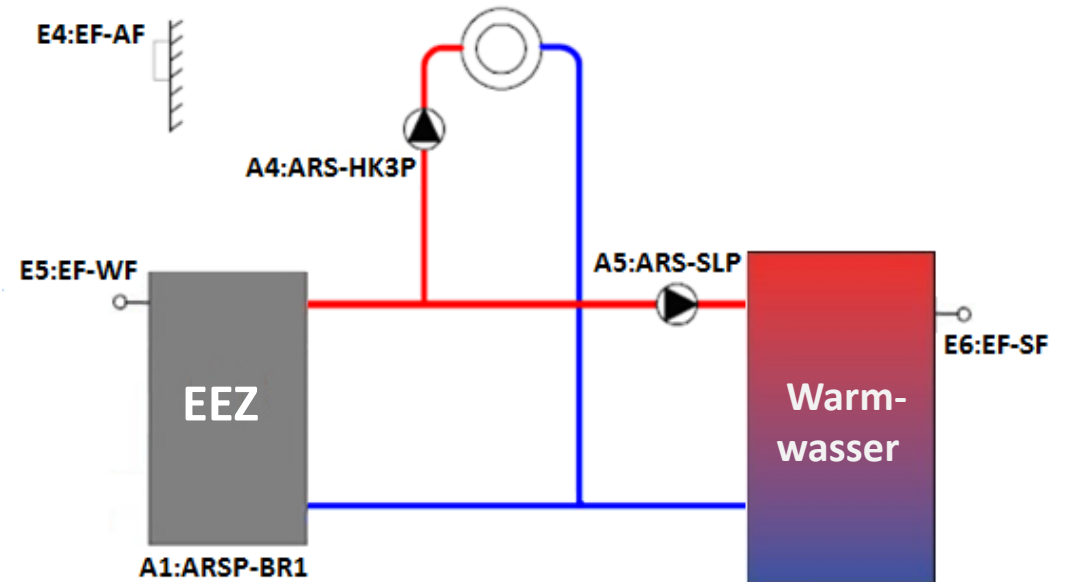 E4:EF-AF
A4:ARS-HK3P
E5:EF-WF
A5:ARS-SLP
E6:EF-SF
EEZ
Warm-
wasser
A1:ARSP-BR1